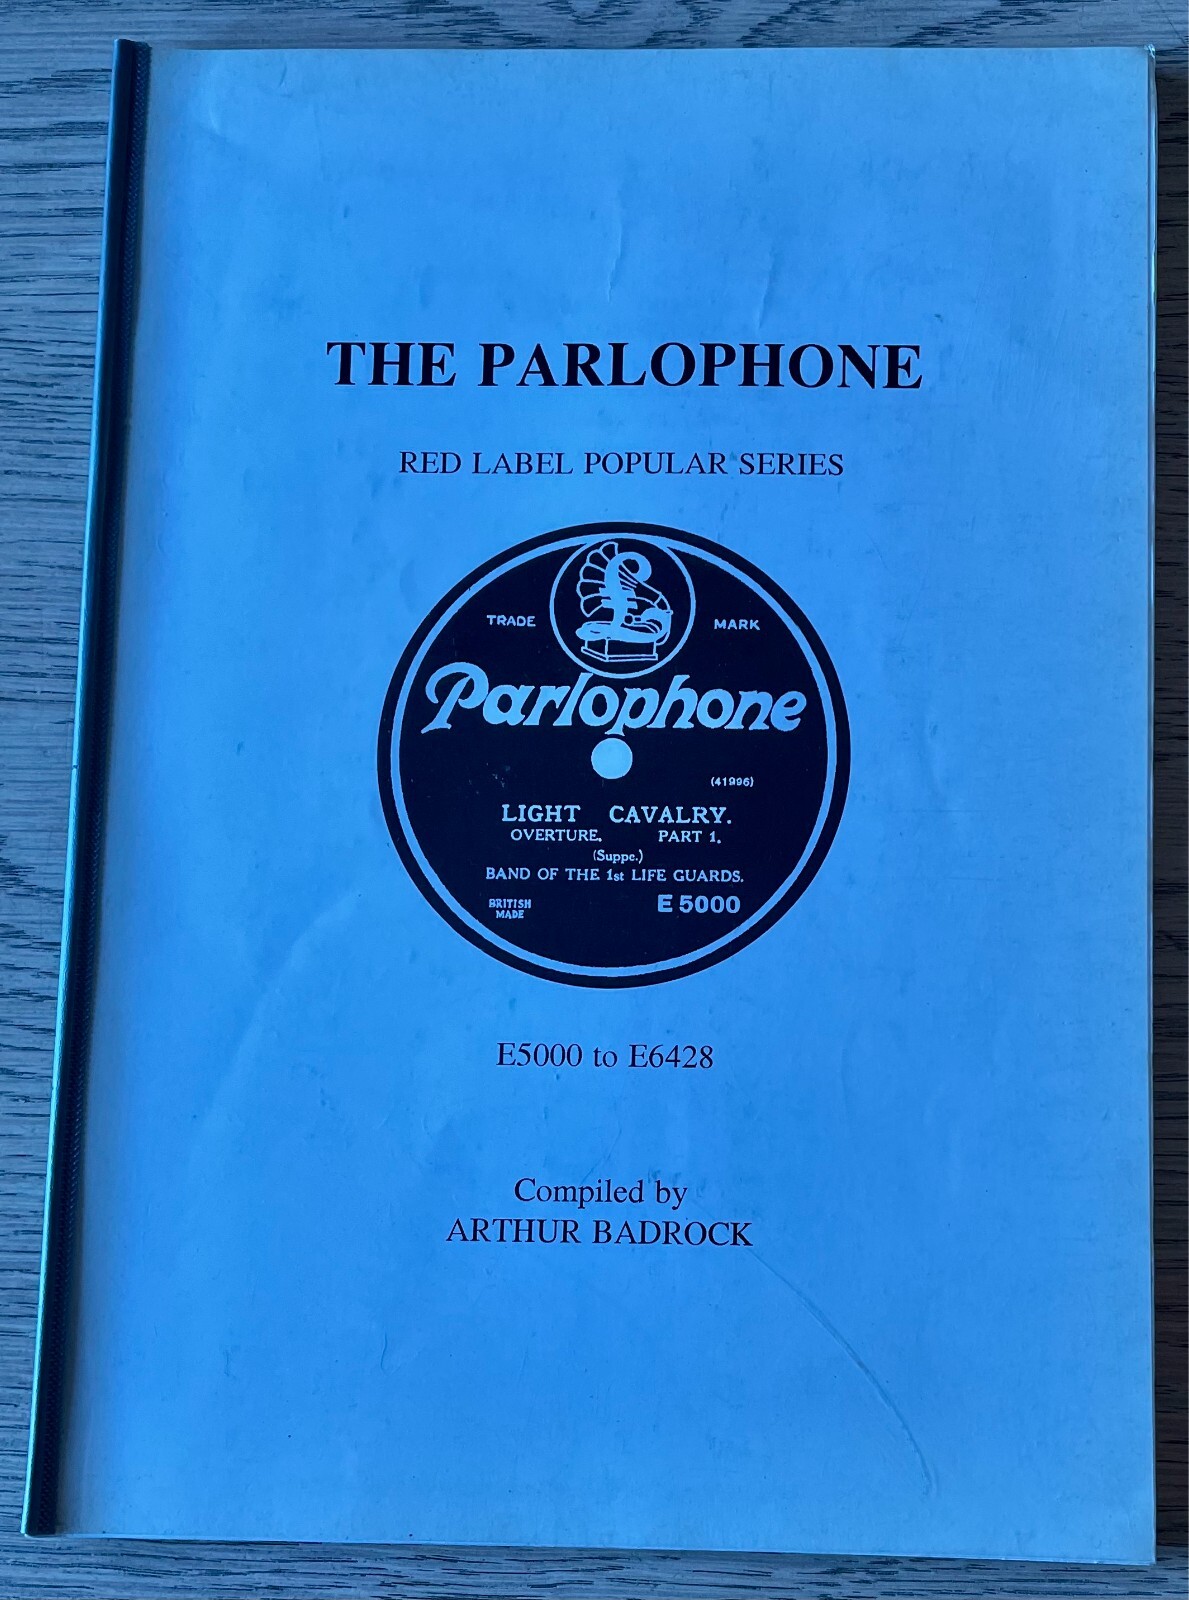 THE PARLOPHONE
RED LABEL POPULAR SERIES
TRADE MARK
Parlophone
(41996)
LIGHT CAVALRY.
OVERTURE. PART 1.
(Suppe.)
BAND OF THE 1st LIFE GUARDS.
BRITISH
MADE
E 5000
E5000 to E6428
Compiled by
ARTHUR BADROCK